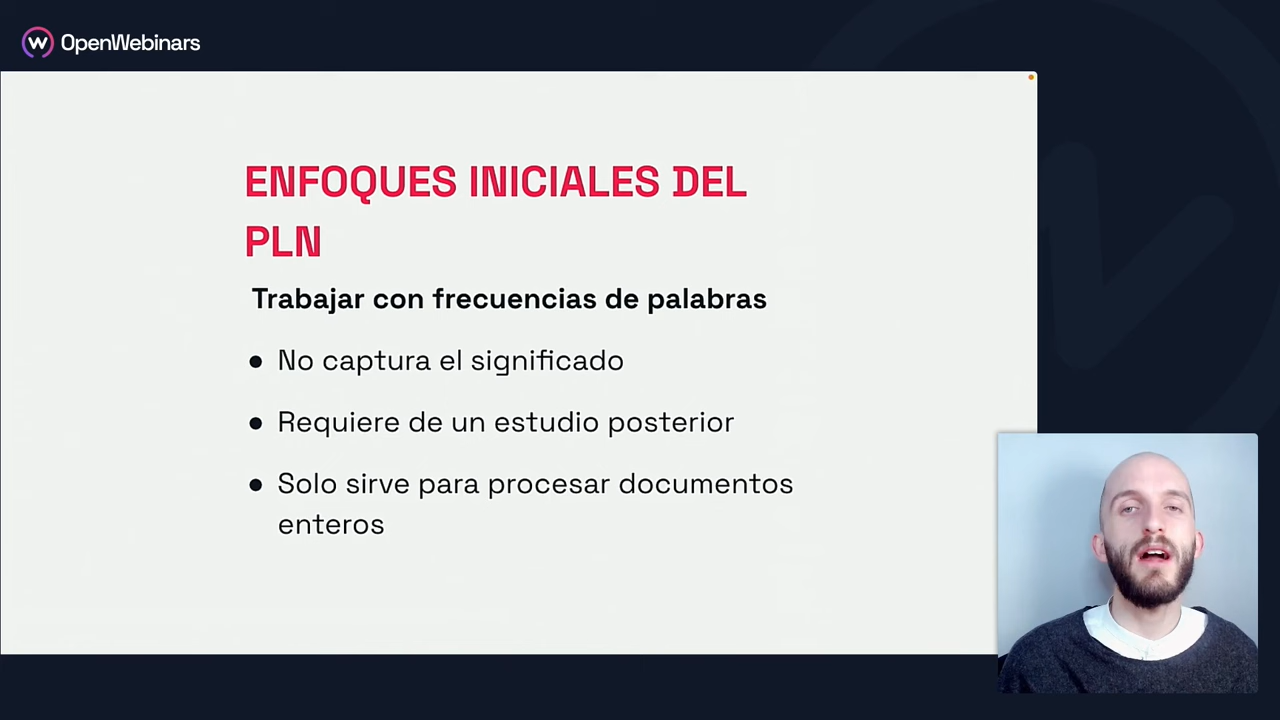 OpenWebinars
ENFOQUES INICIALES DEL
PLN
Trabajar con frecuencias de palabras
● No captura el significado
● Requiere de un estudio posterior
● Solo sirve para procesar documentos
enteros